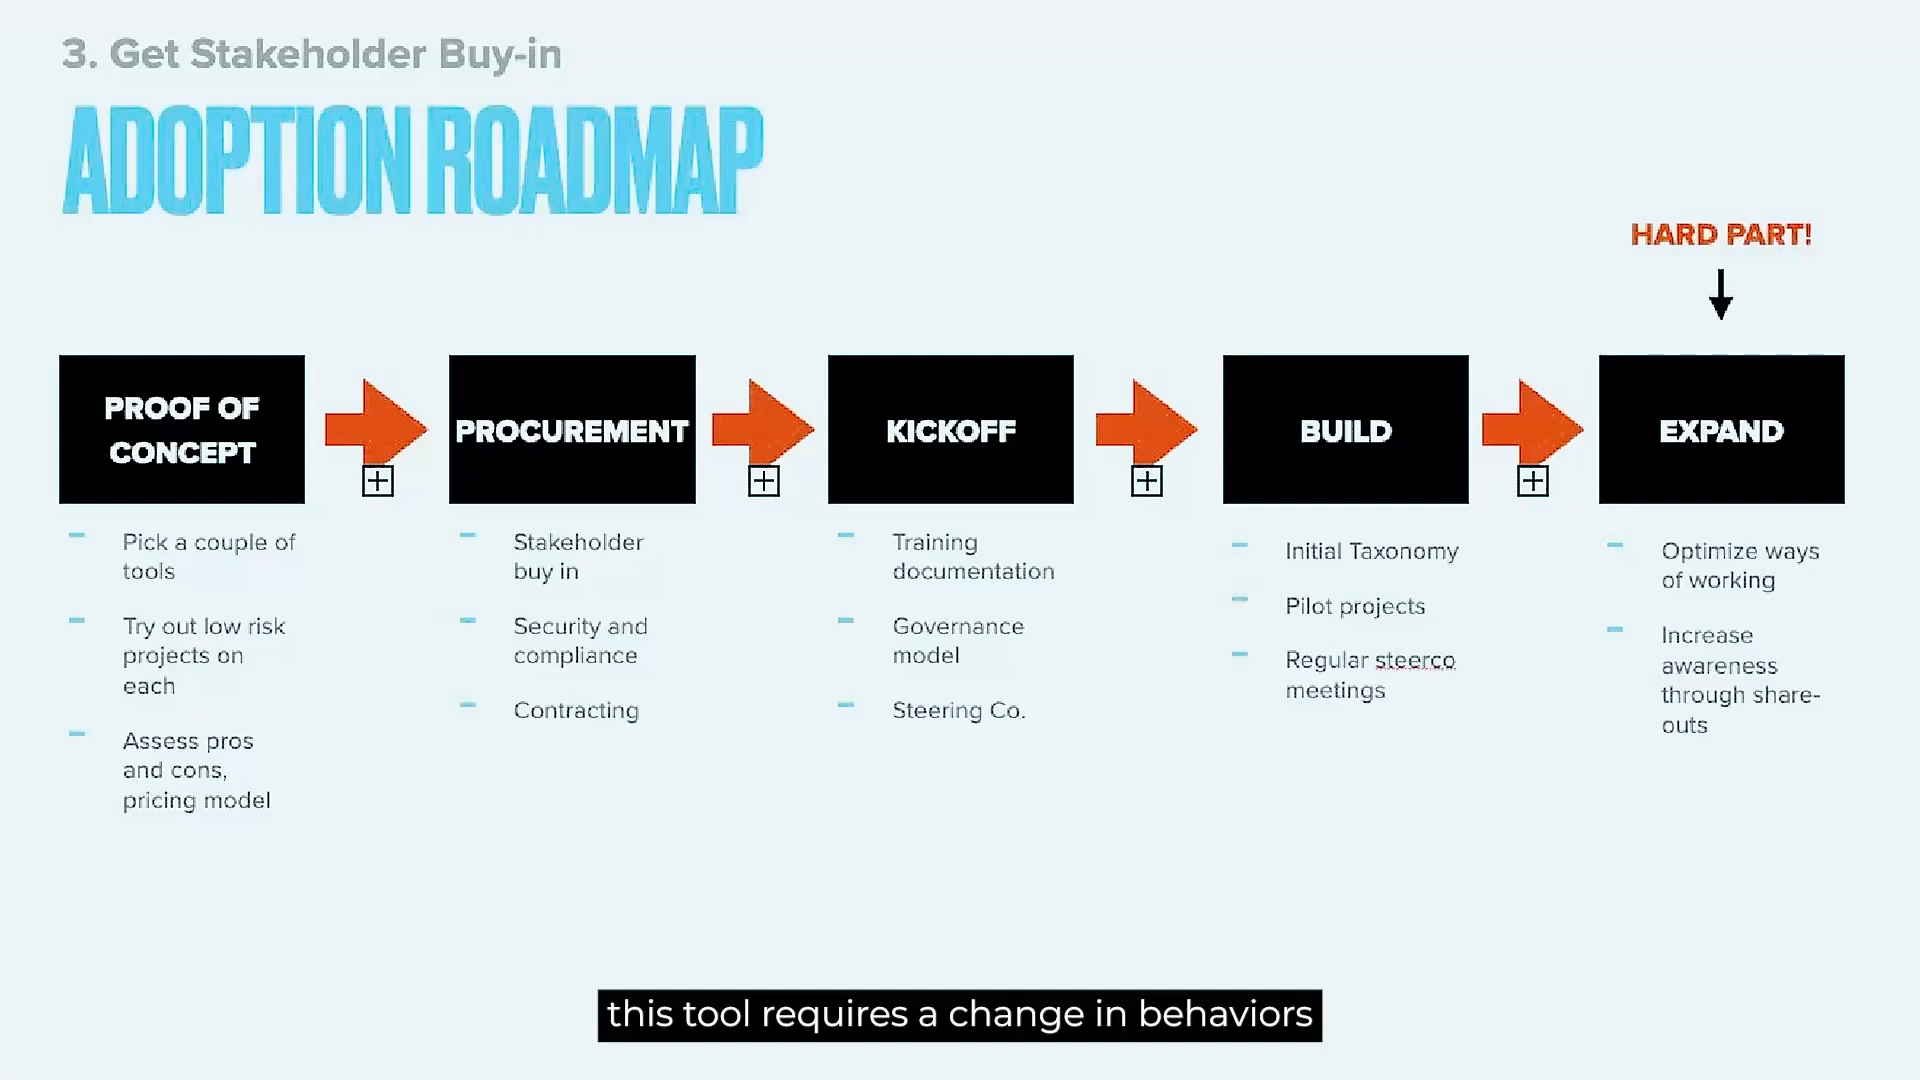 3. Get Stakeholder Buy-in
ADOPTION ROADMAP
HARD PART!
PROOF OF
CONCEPT
PROCUREMENT
KICKOFF
BUILD
EXPAND
Pick a couple of
tools
Try out low risk
projects on
each
Assess pros
and cons,
pricing model
Stakeholder
buy in
Security and
compliance
Contracting
Training
documentation
Governance
model
Steering Co.
Initial Taxonomy
Pilot projects
Regular steerco
meetings
Optimize ways
of working
Increase
awareness
through share-
outs
this tool requires a change in behaviors